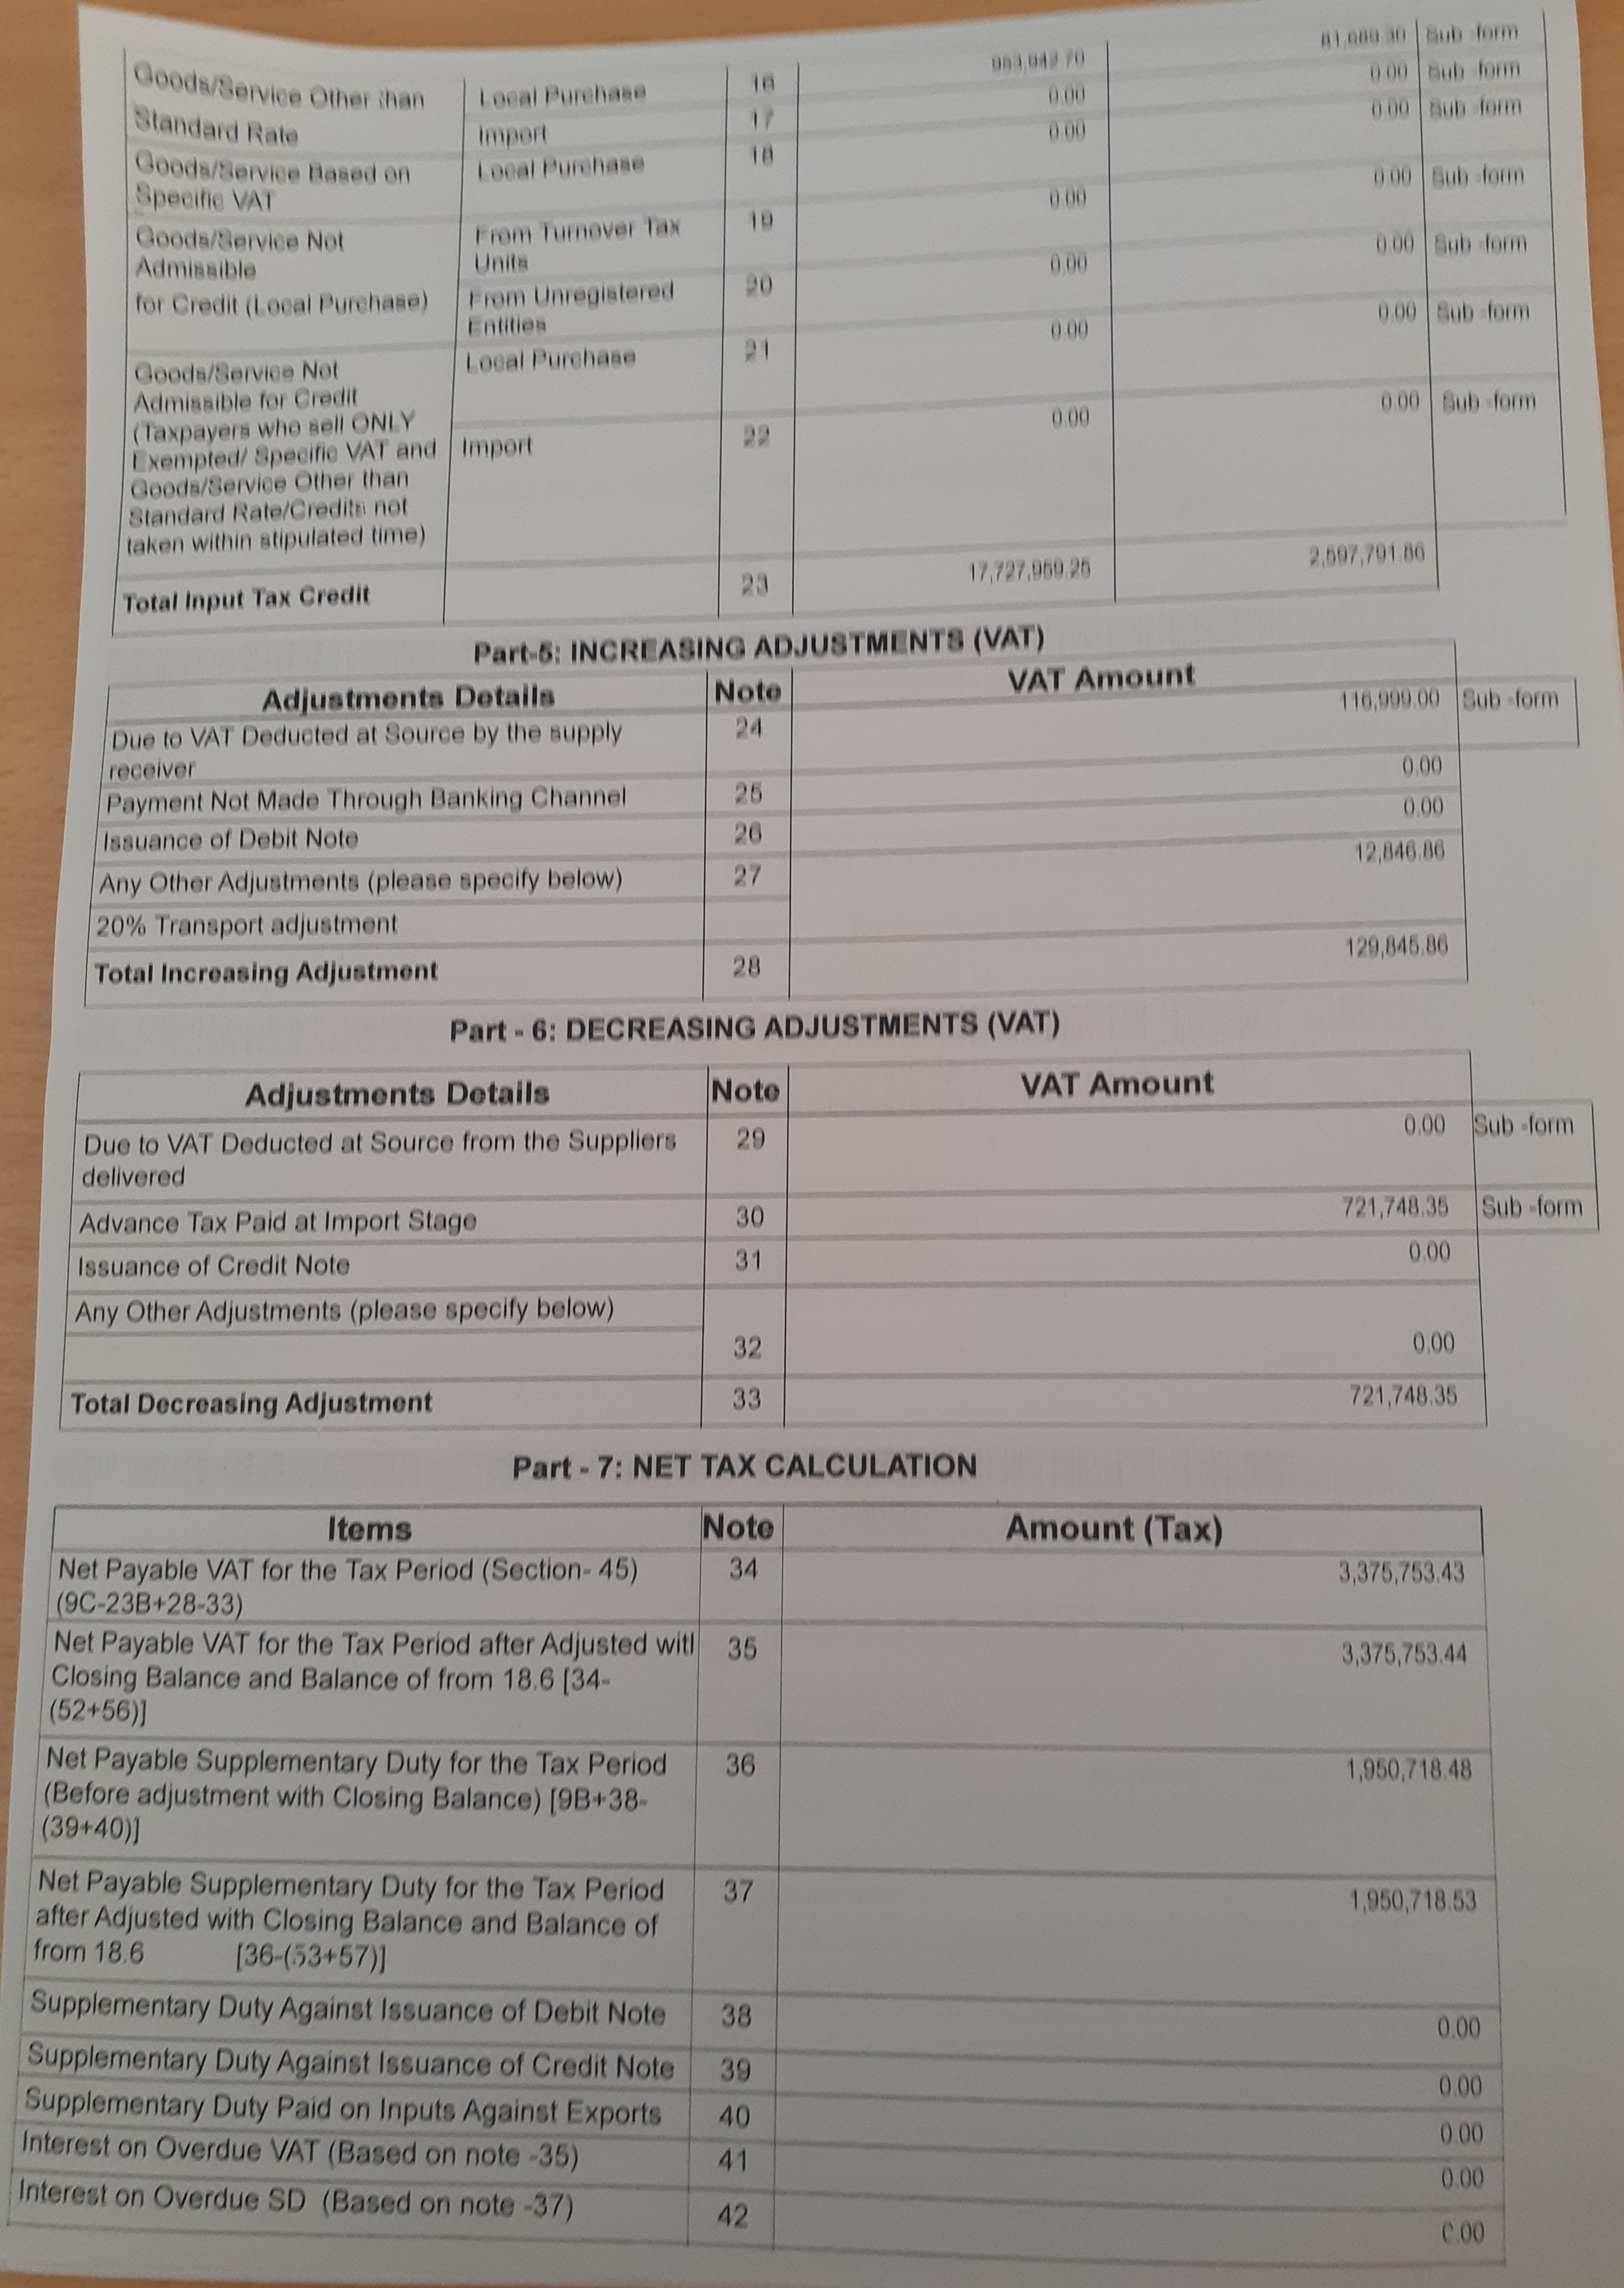 Goods/Service Other than Local Purchase 16 81,689.30 Sub -form
Standard Rate Import 17 0.00 0.00 Sub -form
Goods/Service Based on Local Purchase 18 0.00 0.00 Sub -form
Specific VAT
Goods/Service Not From Turnover Tax 19 0.00 0.00 Sub -form
Admissible Units
for Credit (Local Purchase) From Unregistered 20 0.00 0.00 Sub -form
Entities
Goods/Service Not Local Purchase 21 0.00 0.00 Sub -form
Admissible for Credit
(Taxpayers who sell ONLY
Exempted/ Specific VAT and Import 22 0.00 0.00 Sub -form
Goods/Service Other than
Standard Rate/Credits not
taken within stipulated time)
Total Input Tax Credit 23 17,727,959.25 2,597,791.86
Part-5: INCREASING ADJUSTMENTS (VAT)
Adjustments Details Note VAT Amount
Due to VAT Deducted at Source by the supply 24 116,999.00 Sub -form
receiver
Payment Not Made Through Banking Channel 25 0.00
Issuance of Debit Note 26 0.00
Any Other Adjustments (please specify below) 27 12,846.86
20% Transport adjustment
Total Increasing Adjustment 28 129,845.86
Part - 6: DECREASING ADJUSTMENTS (VAT)
Adjustments Details Note VAT Amount
Due to VAT Deducted at Source from the Suppliers 29 0.00 Sub -form
delivered
Advance Tax Paid at Import Stage 30 721,748.35 Sub -form
Issuance of Credit Note 31 0.00
Any Other Adjustments (please specify below)
32 0.00
Total Decreasing Adjustment 33 721,748.35
Part - 7: NET TAX CALCULATION
Items Note Amount (Tax)
Net Payable VAT for the Tax Period (Section- 45) 34 3,375,753.43
(9C-23B+28-33)
Net Payable VAT for the Tax Period after Adjusted witl 35 3,375,753.44
Closing Balance and Balance of from 18.6 [34-
(52+56)]
Net Payable Supplementary Duty for the Tax Period 36 1,950,718.48
(Before adjustment with Closing Balance) [9B+38-
(39+40)]
Net Payable Supplementary Duty for the Tax Period 37 1,950,718.53
after Adjusted with Closing Balance and Balance of
from 18.6 [36-(53+57)]
Supplementary Duty Against Issuance of Debit Note 38 0.00
Supplementary Duty Against Issuance of Credit Note 39 0.00
Supplementary Duty Paid on Inputs Against Exports 40 0.00
Interest on Overdue VAT (Based on note -35) 41 0.00
Interest on Overdue SD (Based on note -37) 42 0.00